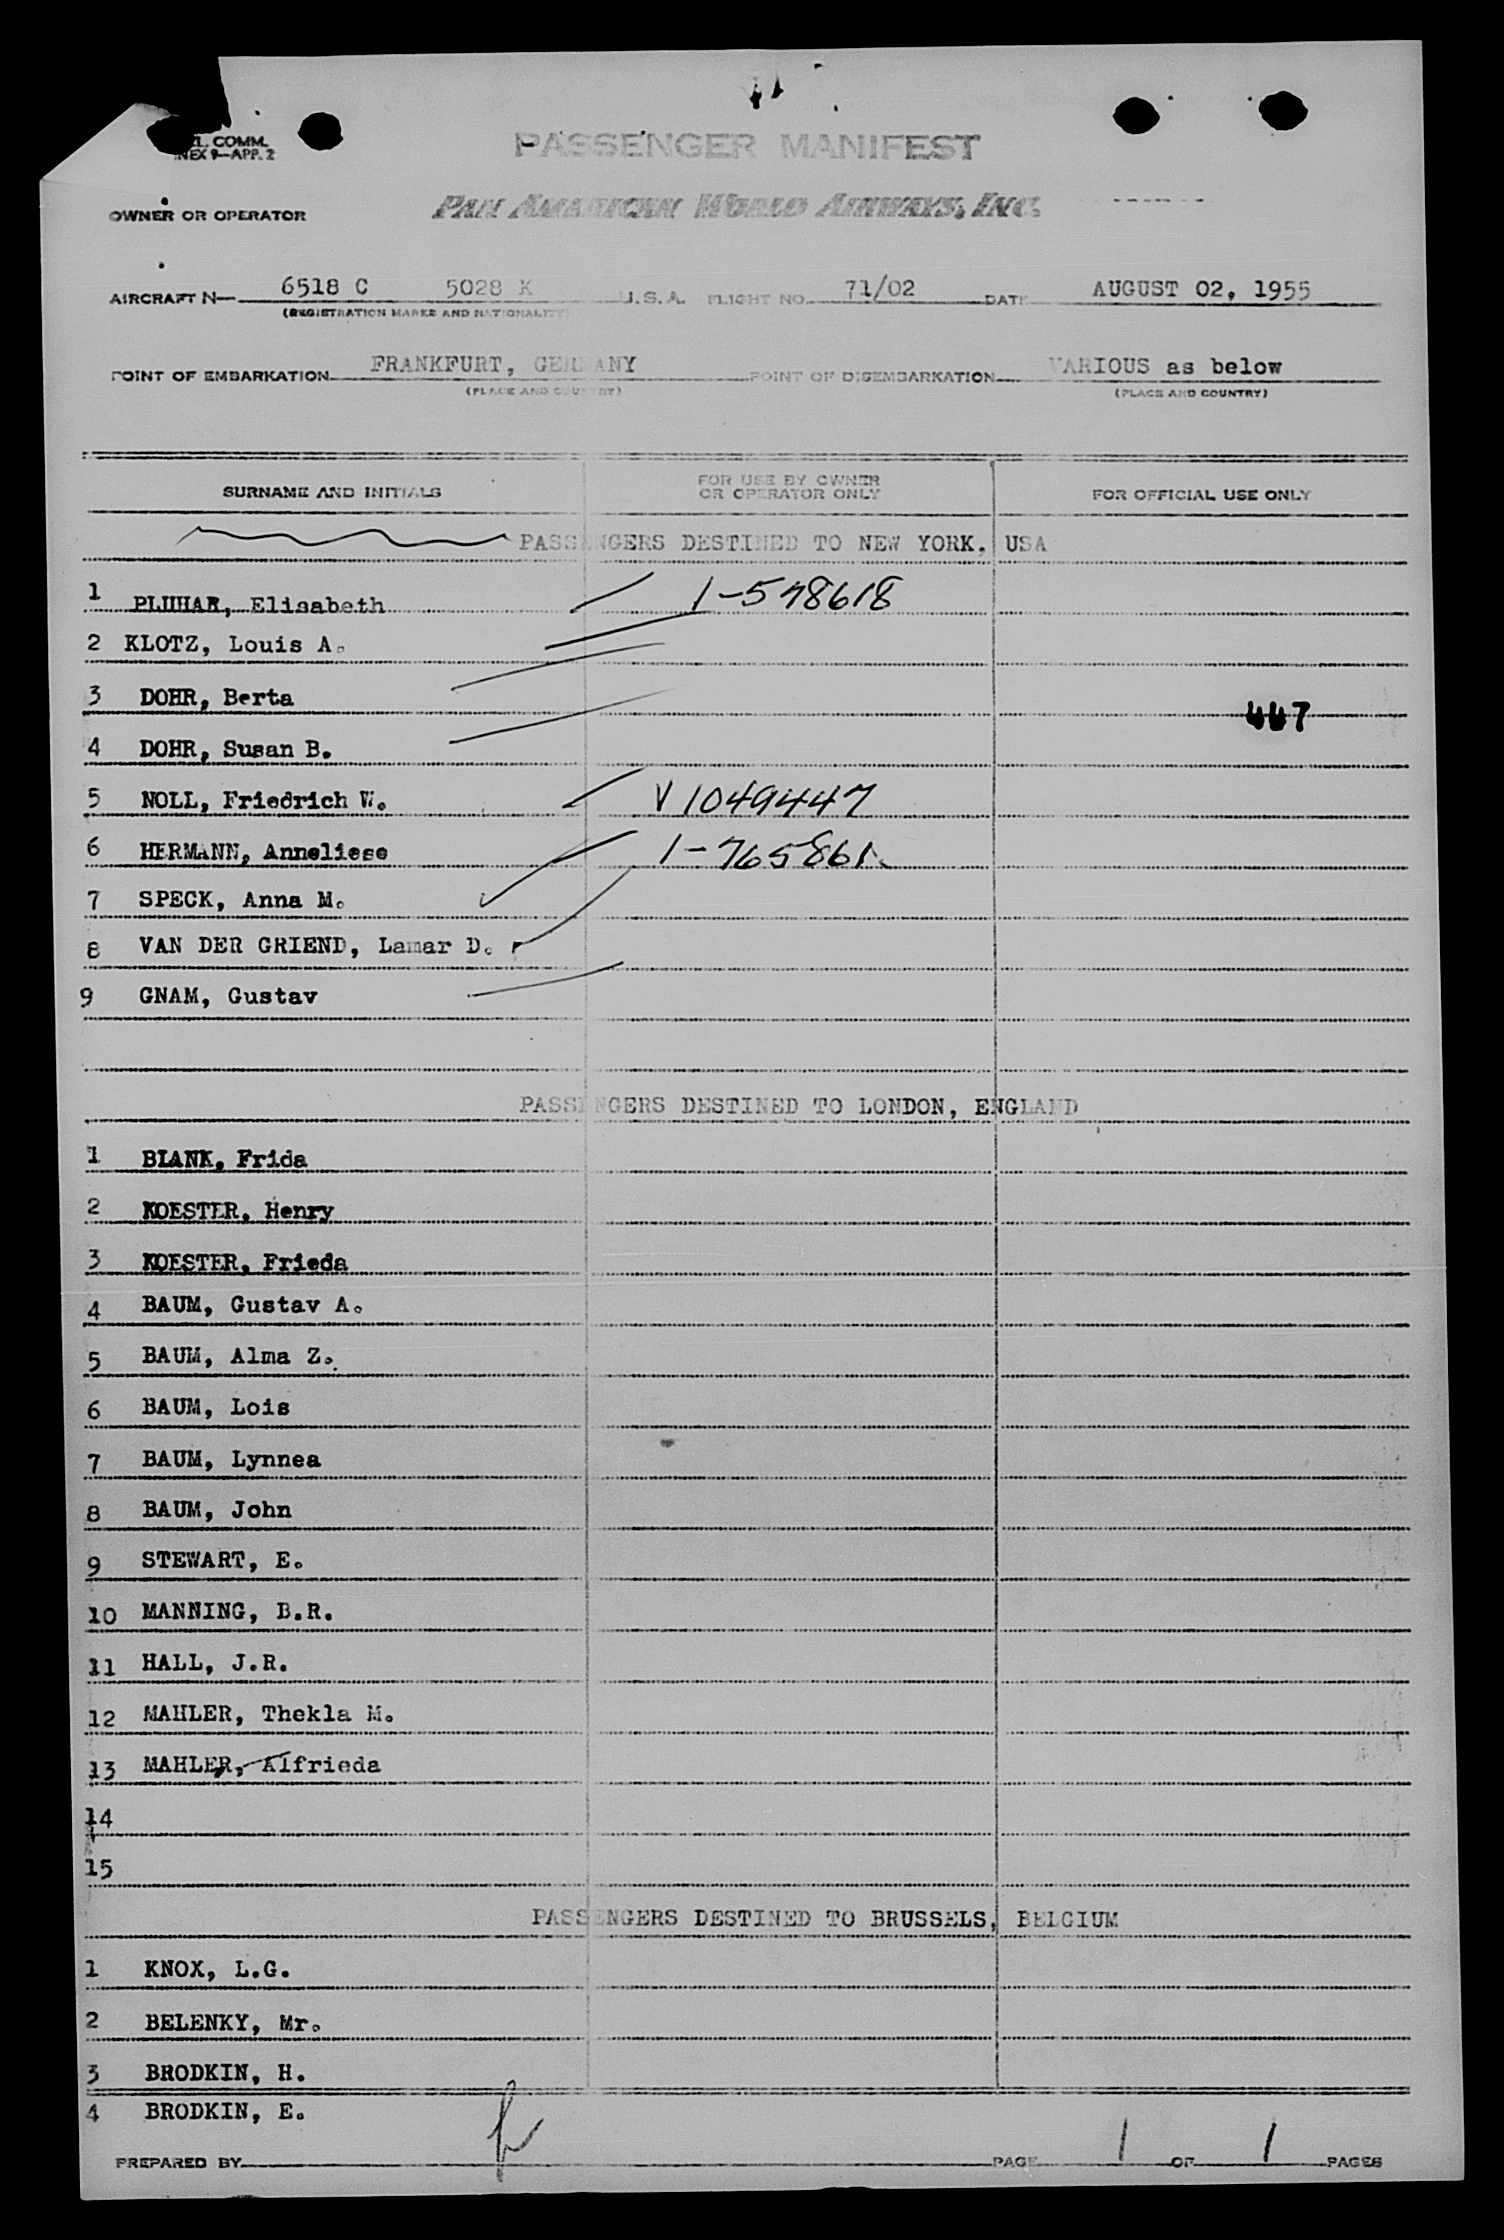 COMM.
NEX 9—APP. 2
PASSENGER MANIFEST
OWNER OR OPERATOR PAN AMERICAN WORLD AIRWAYS, INC.
AIRCRAFT N— 6518 C 5028 K U.S.A. FLIGHT NO. 71/02 DATE AUGUST 02, 1955
(REGISTRATION MARKS AND NATIONALITY)
POINT OF EMBARKATION FRANKFURT, GERMANY POINT OF DISEMBARKATION VARIOUS as below
(PLACE AND COUNTRY) (PLACE AND COUNTRY)
SURNAME AND INITIALS FOR USE BY OWNER OR OPERATOR ONLY FOR OFFICIAL USE ONLY
PASSENGERS DESTINED TO NEW YORK. USA
1 PLUHAR, Elisabeth 1-578618
2 KLOTZ, Louis A.
3 DOHR, Berta
447
4 DOHR, Susan B.
5 NOLL, Friedrich W. V 1049447
6 HERMANN, Anneliese 1-765861
7 SPECK, Anna M.
8 VAN DER GRIEND, Lamar D.
9 GNAM, Gustav
PASSENGERS DESTINED TO LONDON, ENGLAND
1 BLANK, Frida
2 KOESTER, Henry
3 KOESTER, Frieda
4 BAUM, Gustav A.
5 BAUM, Alma Z.
6 BAUM, Lois
7 BAUM, Lynnea
8 BAUM, John
9 STEWART, E.
10 MANNING, B.R.
11 HALL, J.R.
12 MAHLER, Thekla M.
13 MAHLER, Alfrieda
14
15
PASSENGERS DESTINED TO BRUSSELS, BELGIUM
1 KNOX, L.G.
2 BELENKY, Mr.
3 BRODKIN, H.
4 BRODKIN, E.
PREPARED BY PAGE 1 OF 1 PAGES